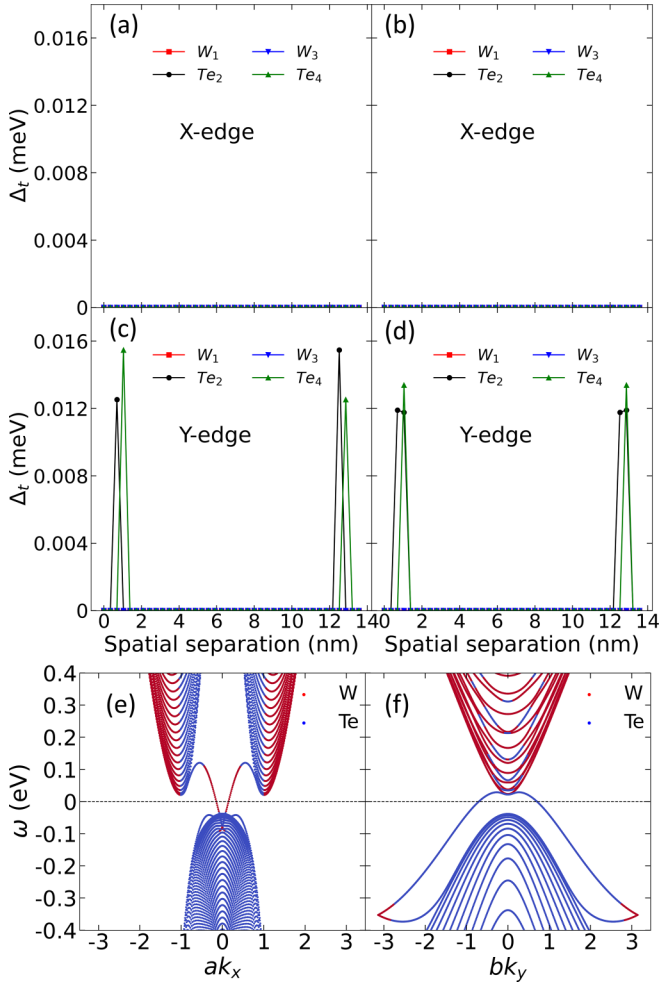 (a)
W1
W3
Te2
Te4
X-edge
0.016
0.012
0.008
0.004
0
Δt (meV)
(b)
W1
W3
Te2
Te4
X-edge
(c)
W1
W3
Te2
Te4
Y-edge
0.016
0.012
0.008
0.004
0
Δt (meV)
0 2 4 6 8 10 12 14
Spatial separation (nm)
(d)
W1
W3
Te2
Te4
Y-edge
0 2 4 6 8 10 12 14
Spatial separation (nm)
(e)
W
Te
0.4
0.3
0.2
0.1
0
-0.1
-0.2
-0.3
-0.4
ω (eV)
-3 -2 -1 0 1 2 3
akx
(f)
W
Te
-3 -2 -1 0 1 2 3
bky